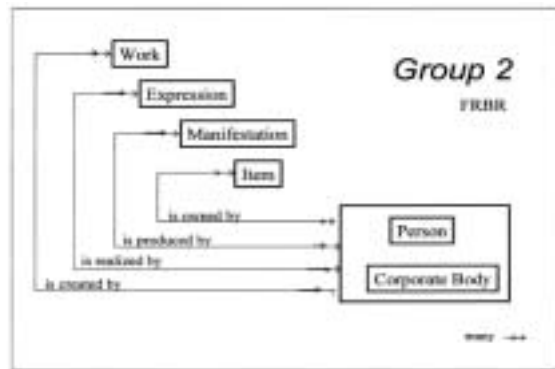 Work
Group 2
Expression
FRBR
Manifestation
Item
is owned by
Person
is produced by
is realized by
Corporate Body
is created by
many